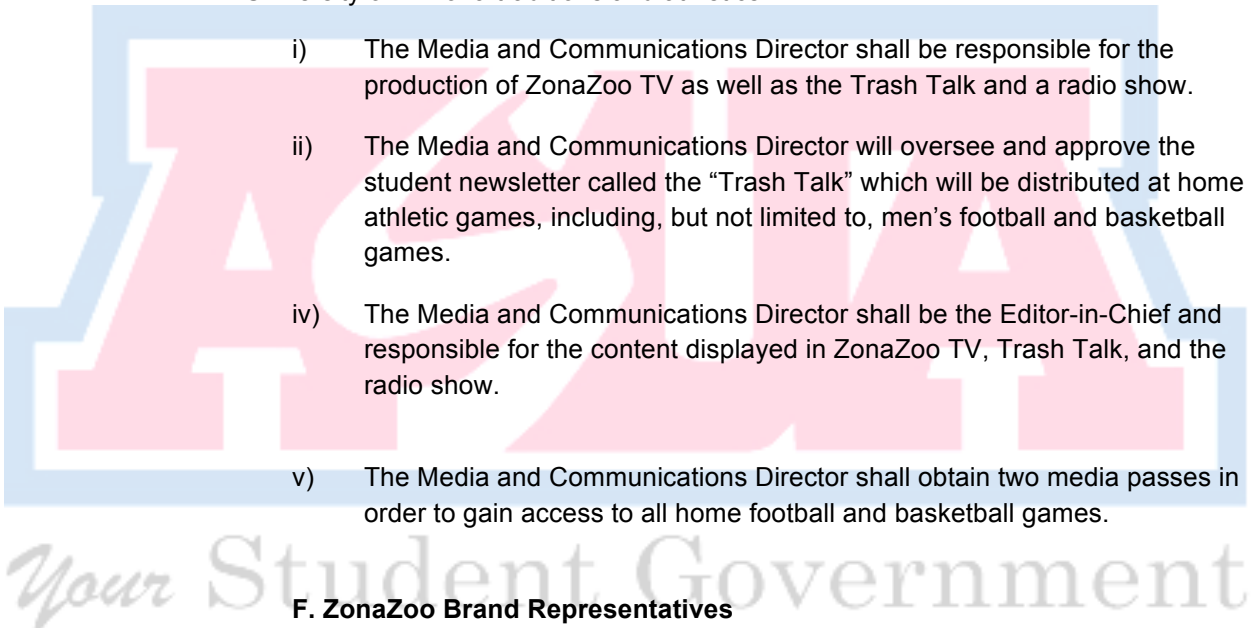 i) The Media and Communications Director shall be responsible for the
production of ZonaZoo TV as well as the Trash Talk and a radio show.
ii) The Media and Communications Director will oversee and approve the
student newsletter called the “Trash Talk” which will be distributed at home
athletic games, including, but not limited to, men’s football and basketball
games.
iv) The Media and Communications Director shall be the Editor-in-Chief and
responsible for the content displayed in ZonaZoo TV, Trash Talk, and the
radio show.
v) The Media and Communications Director shall obtain two media passes in
order to gain access to all home football and basketball games.
ASUA
Your Student Government
F. ZonaZoo Brand Representatives